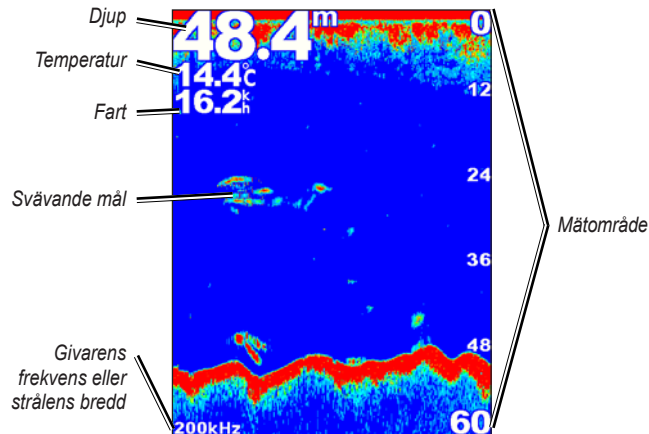 Djup
48.4m
0
Temperatur
14.4°C
12
Fart
16.2kh
24
Svävande mål
Mätområde
36
48
Givarens
frekvens eller
strålens bredd
200kHz
60